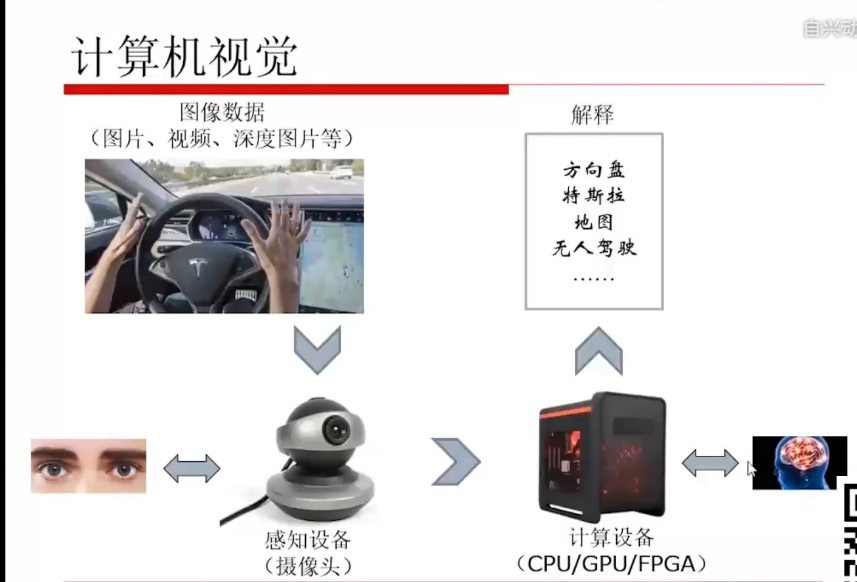 计算机视觉
自兴动
图像数据
（图片、视频、深度图片等）
解释
方向盘
特斯拉
地图
无人驾驶
……
感知设备
（摄像头）
计算设备
（CPU/GPU/FPGA）